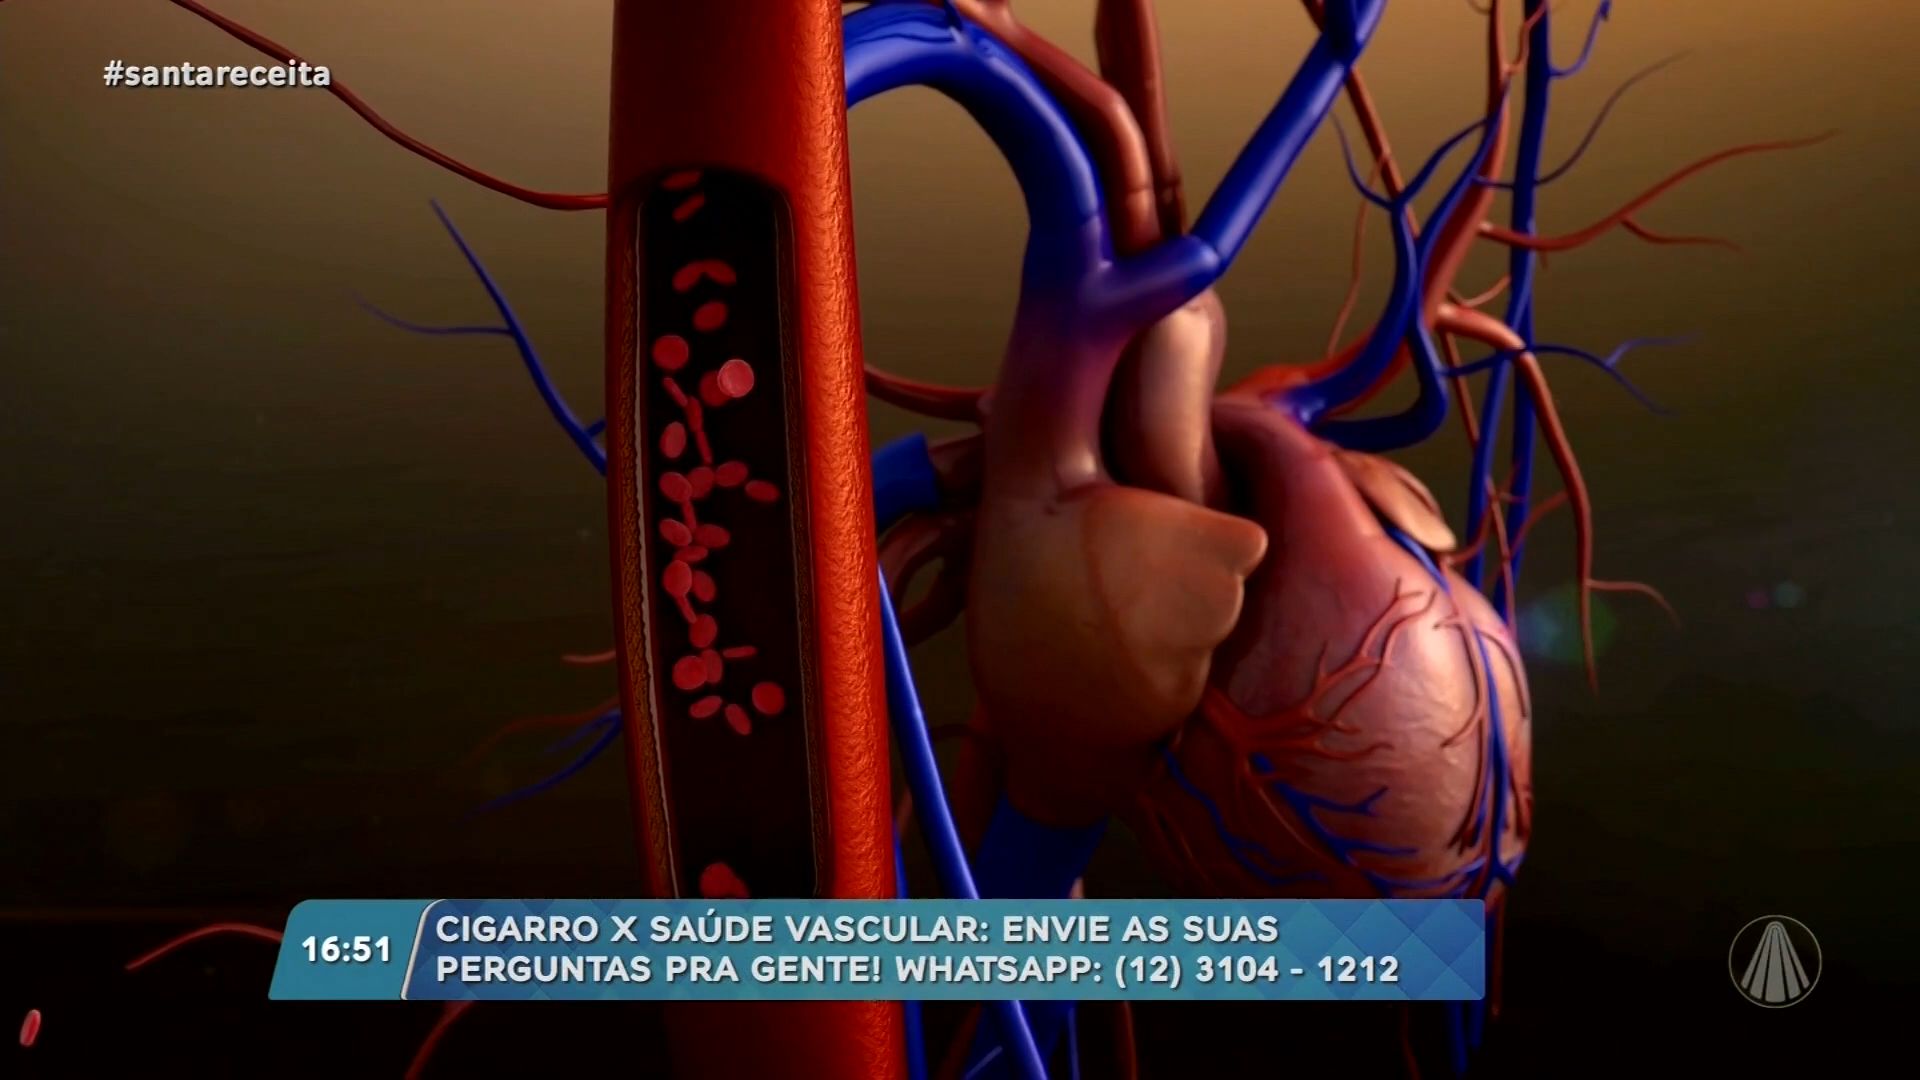 #santareceita
16:51
CIGARRO X SAÚDE VASCULAR: ENVIE AS SUAS
PERGUNTAS PRA GENTE! WHATSAPP: (12) 3104 - 1212